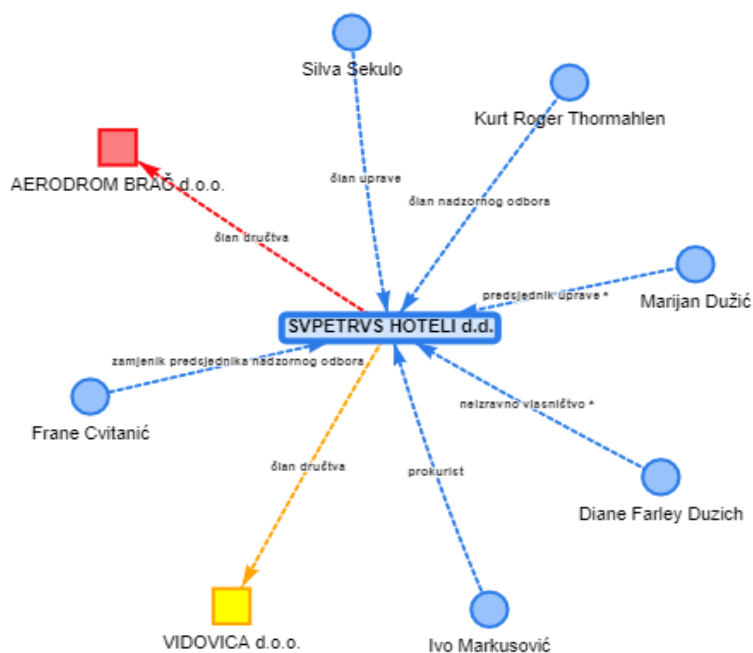 Silva Sekulo
Kurt Roger Thormahlen
AERODROM BRAČ d.o.o.
član uprave
član nadzornog odbora
član društva
predsjednik uprave *
Marijan Dužić
SVPETRVS HOTELI d.d.
zamjenik predsjednika nadzornog odbora
neizravno vlasništvo *
Frane Cvitanić
član društva
prokurist
Diane Farley Duzich
VIDOVICA d.o.o.
Ivo Markusović